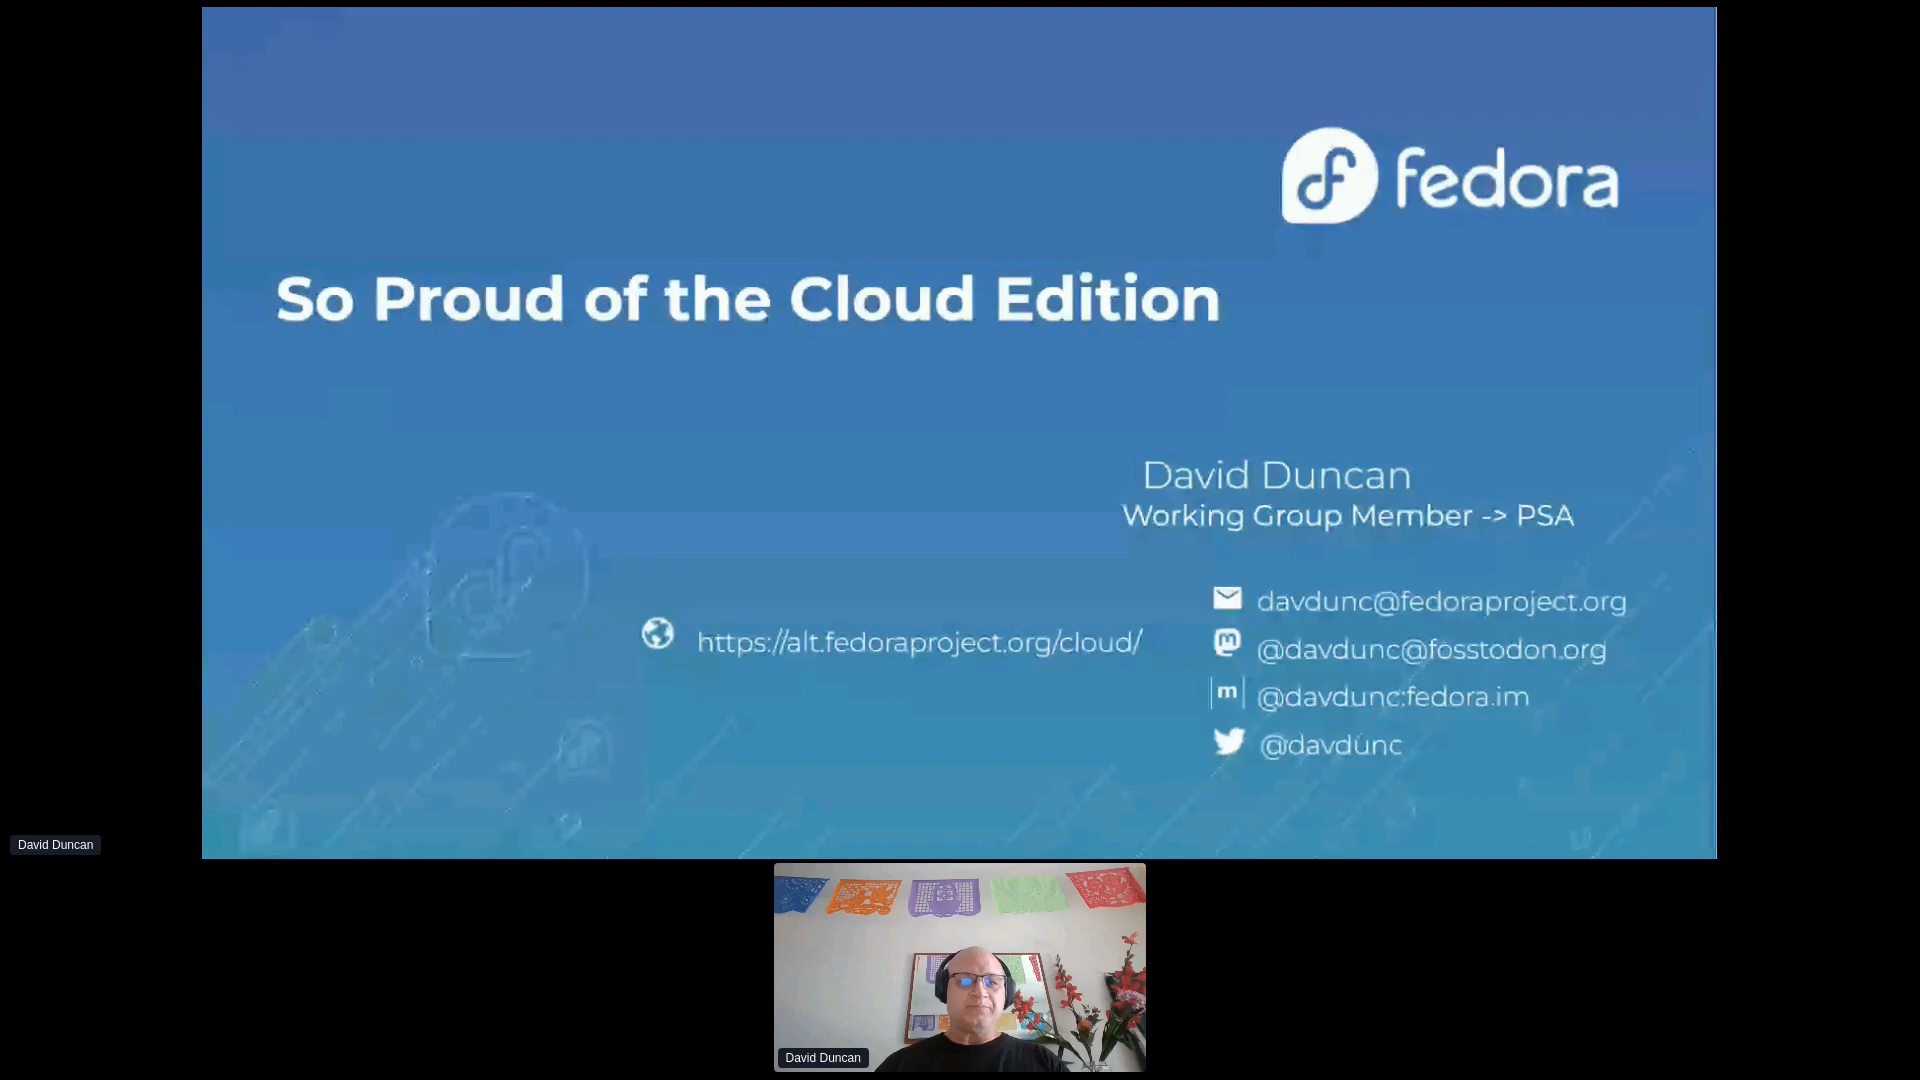 fedora
So Proud of the Cloud Edition
David Duncan
Working Group Member -> PSA
davdunc@fedoraproject.org
https://alt.fedoraproject.org/cloud/
@davdunc@fosstodon.org
[m] @davdunc:fedora.im
@davdunc
David Duncan
David Duncan